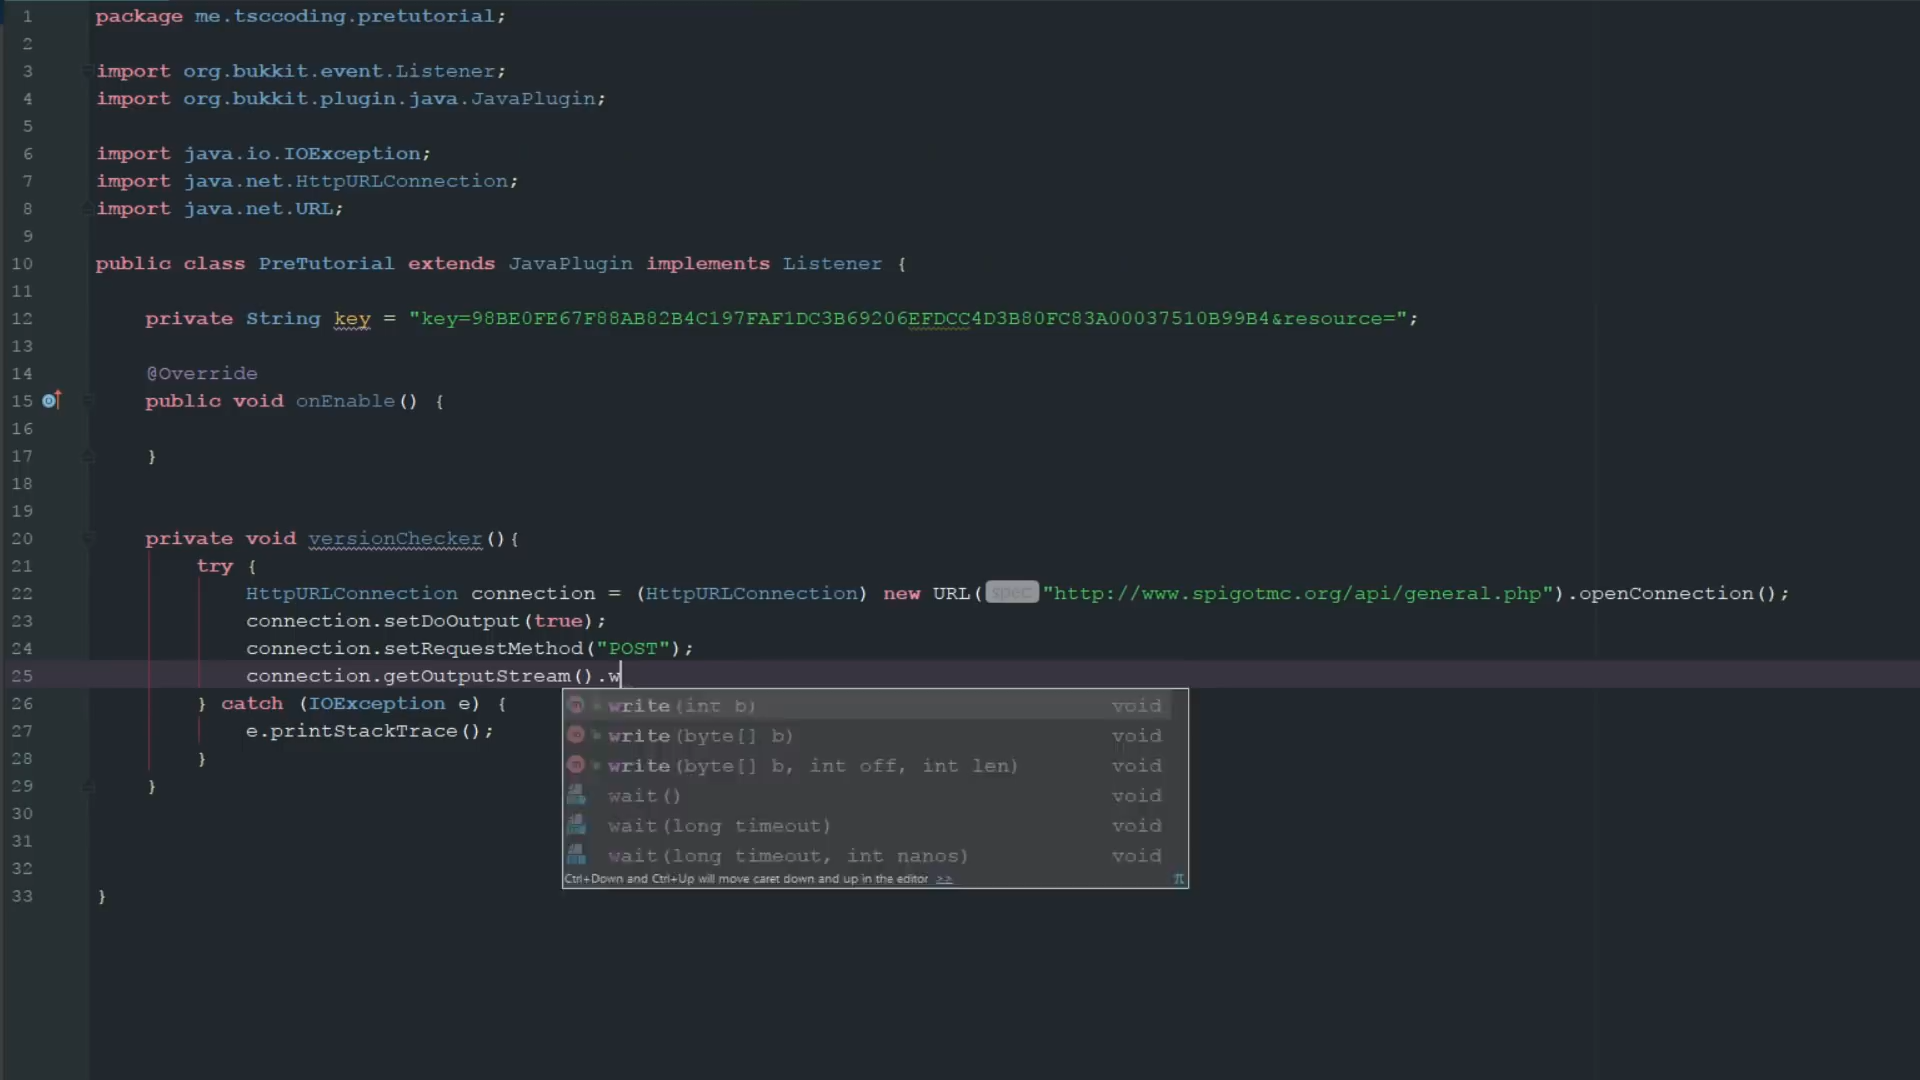 1 package me.tsccoding.pretutorial;
2
3 import org.bukkit.event.Listener;
4 import org.bukkit.plugin.java.JavaPlugin;
5
6 import java.io.IOException;
7 import java.net.HttpURLConnection;
8 import java.net.URL;
9
10 public class PreTutorial extends JavaPlugin implements Listener {
11
12 private String key = "key=98BE0FE67F88AB82B4C197FAF1DC3B69206EFDCC4D3B80FC83A00037510B99B4&resource=";
13
14 @Override
15 public void onEnable() {
16
17 }
18
19
20 private void versionChecker(){
21 try {
22 HttpURLConnection connection = (HttpURLConnection) new URL( spec: "http://www.spigotmc.org/api/general.php").openConnection();
23 connection.setDoOutput(true);
24 connection.setRequestMethod("POST");
25 connection.getOutputStream().w
26 } catch (IOException e) {
27 e.printStackTrace();
28 }
29 }
30
31
32
33 }
write(int b) void
write(byte[] b) void
write(byte[] b, int off, int len) void
wait() void
wait(long timeout) void
wait(long timeout, int nanos) void
Ctrl+Down and Ctrl+Up will move caret down and up in the editor >> π